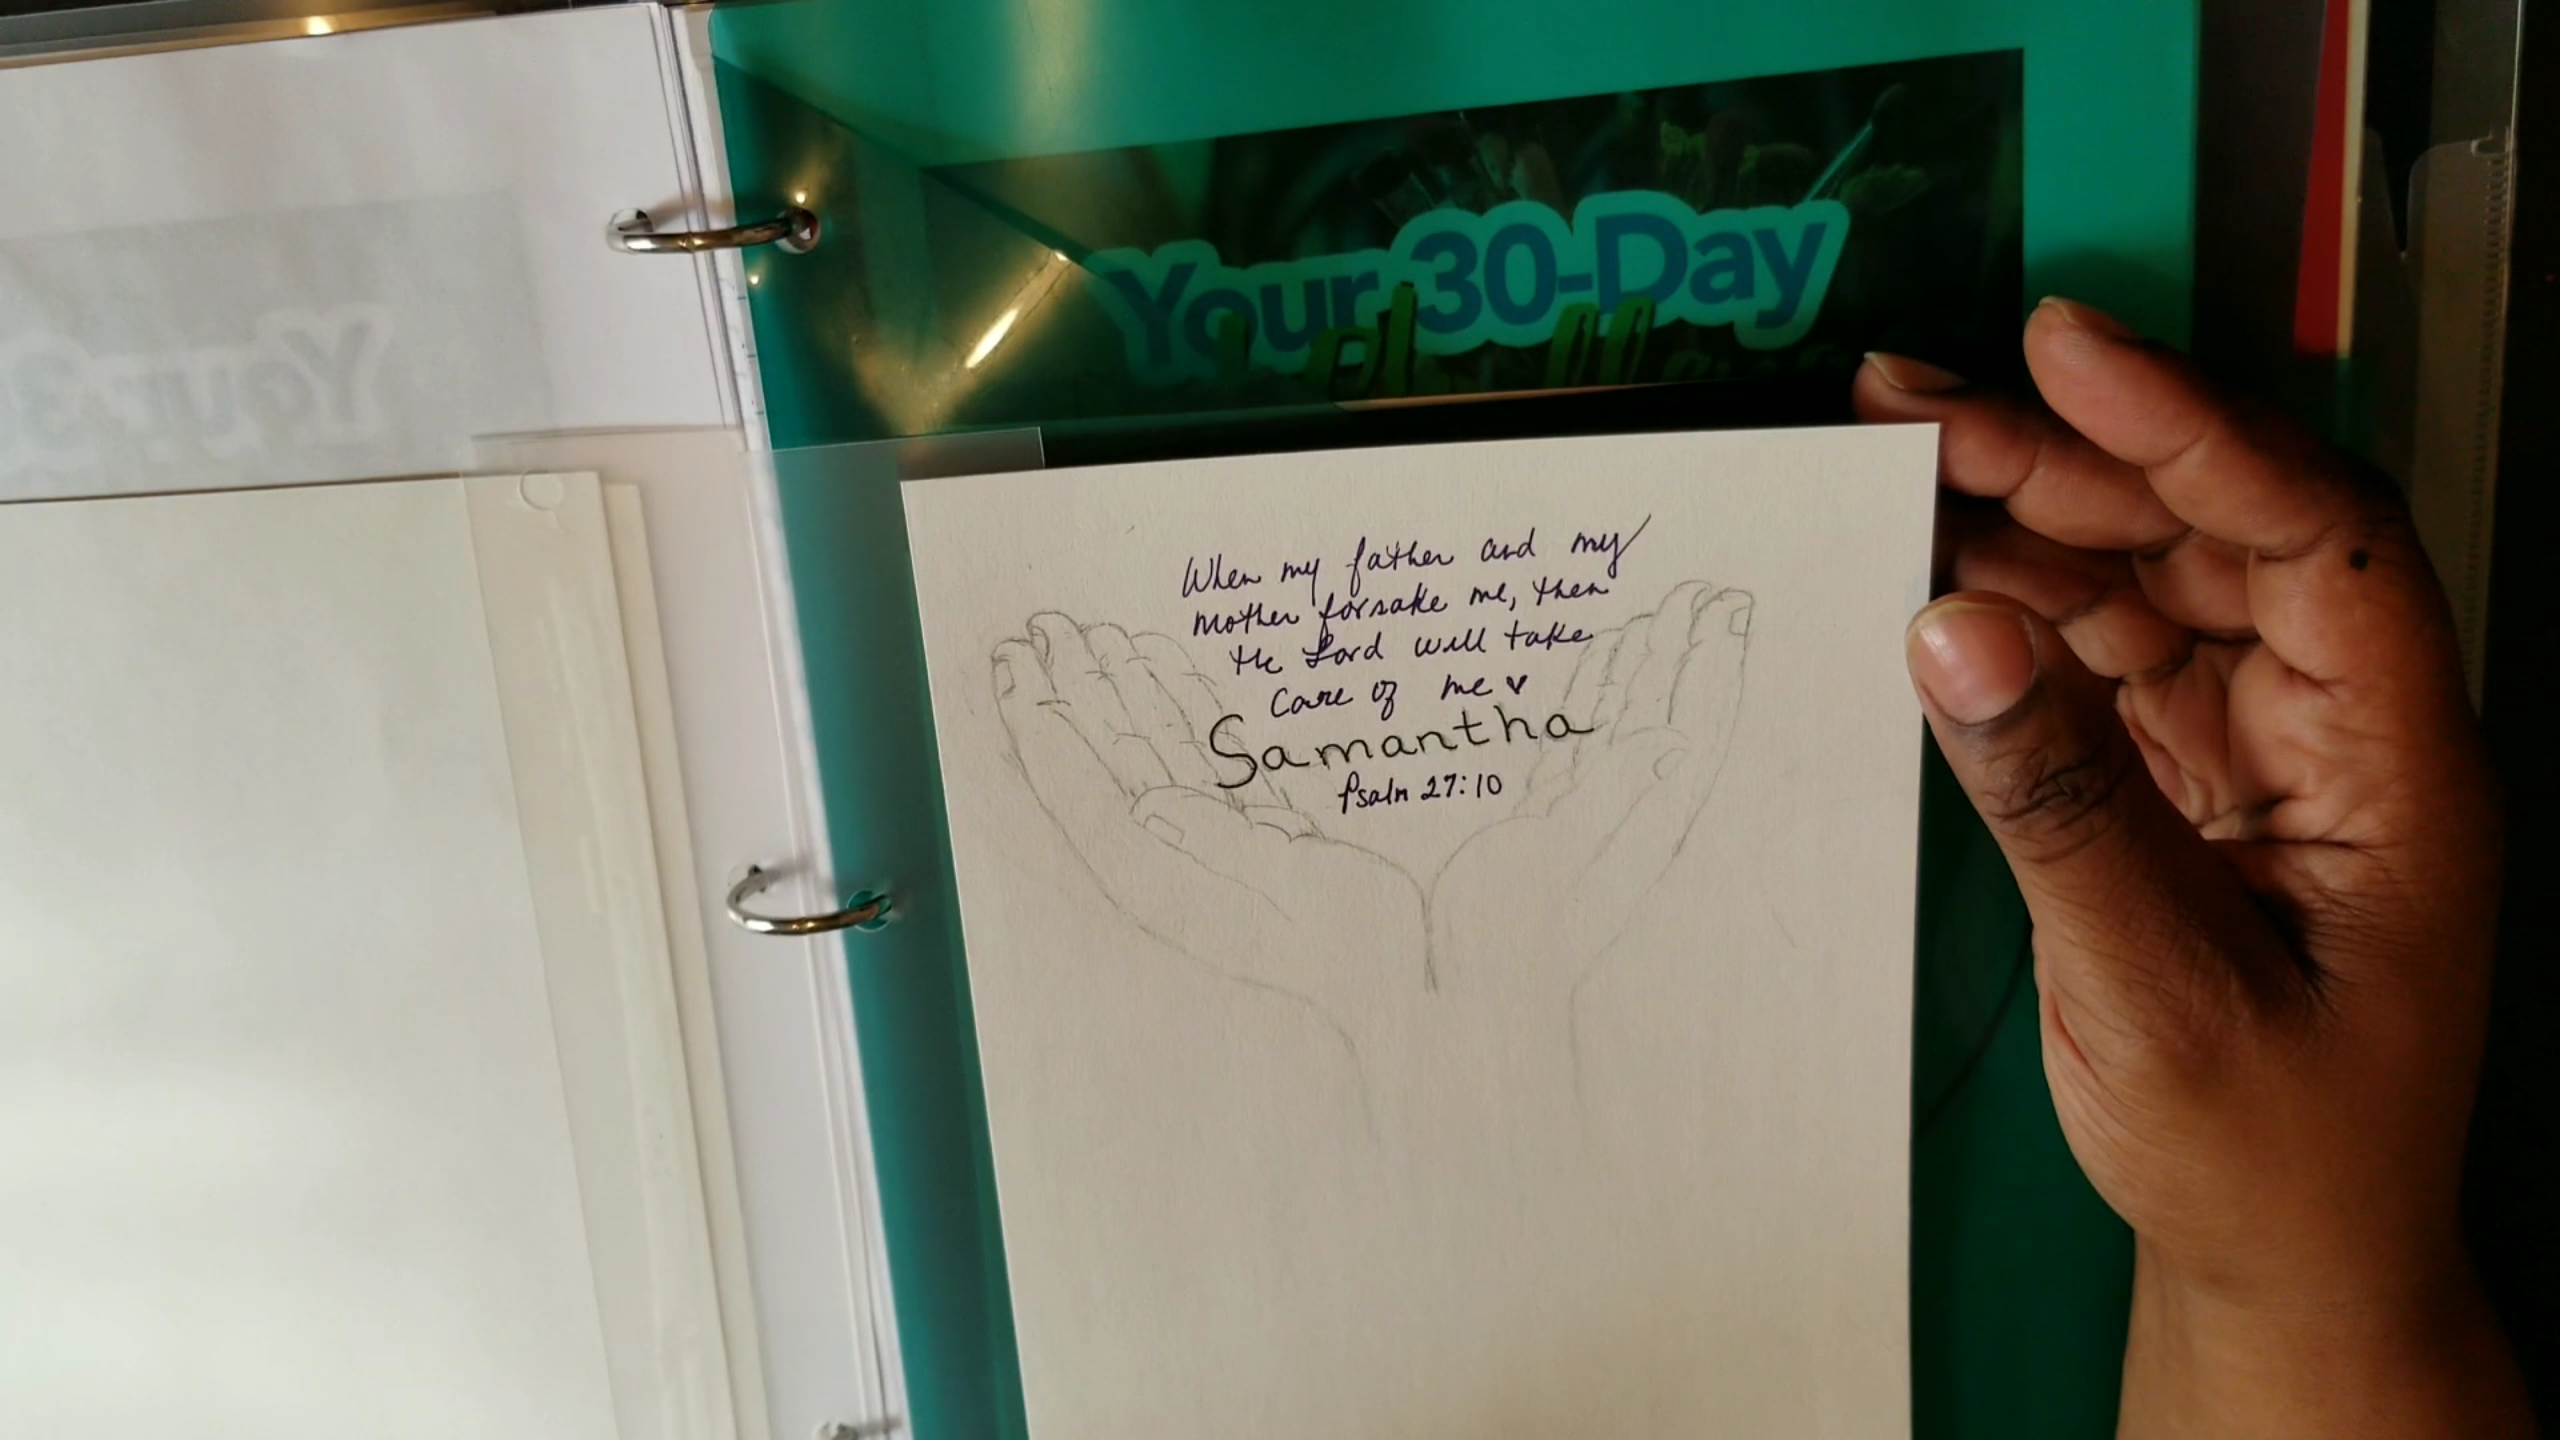 Your 30-Day
When my father and my
mother forsake me, then
the Lord will take
Care of me ♥
Samantha
Psalm 27:10